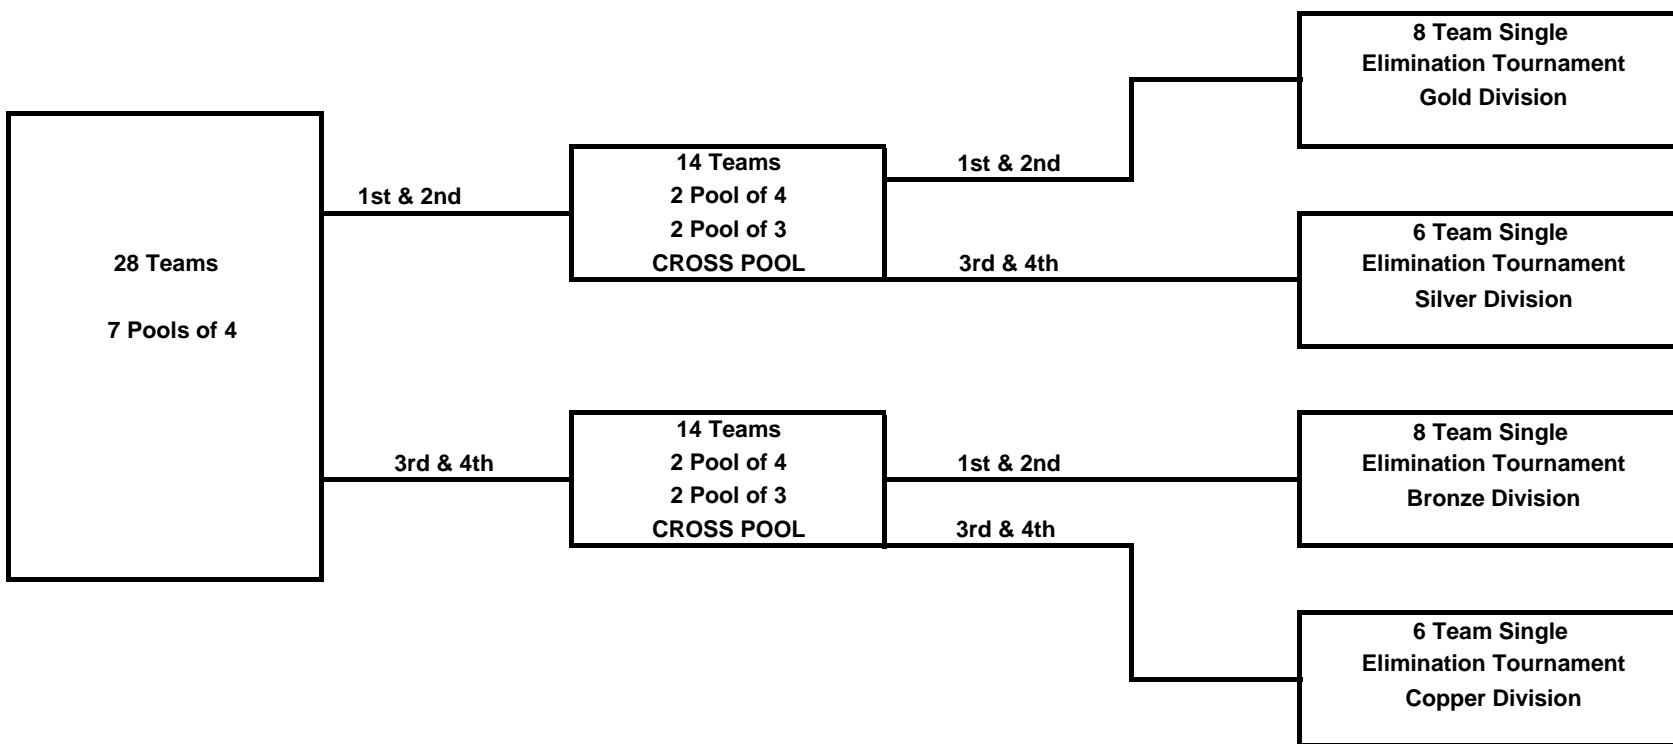 28 Teams
7 Pools of 4
1st & 2nd
3rd & 4th
14 Teams
2 Pool of 4
2 Pool of 3
CROSS POOL
1st & 2nd
3rd & 4th
14 Teams
2 Pool of 4
2 Pool of 3
CROSS POOL
1st & 2nd
3rd & 4th
8 Team Single
Elimination Tournament
Gold Division
6 Team Single
Elimination Tournament
Silver Division
8 Team Single
Elimination Tournament
Bronze Division
6 Team Single
Elimination Tournament
Copper Division